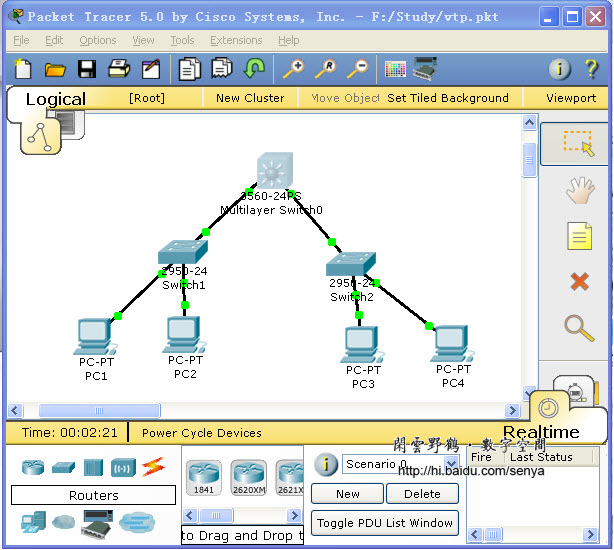 Packet Tracer 5.0 by Cisco Systems, Inc. - F:/Study/vtp.pkt
File Edit Options View Tools Extensions Help
Logical [Root] New Cluster Move Object Set Tiled Background Viewport
3560-24PS
Multilayer Switch0
2950-24
Switch1
2950-24
Switch2
PC-PT
PC1
PC-PT
PC2
PC-PT
PC3
PC-PT
PC4
Realtime
Time: 00:02:21 Power Cycle Devices
閑雲野鶴·數字空間
http://hi.baidu.com/senya
Routers
1841
2620XM
2621X
to Drag and Drop t
Scenario 0
New
Delete
Toggle PDU List Window
Fire Last Status